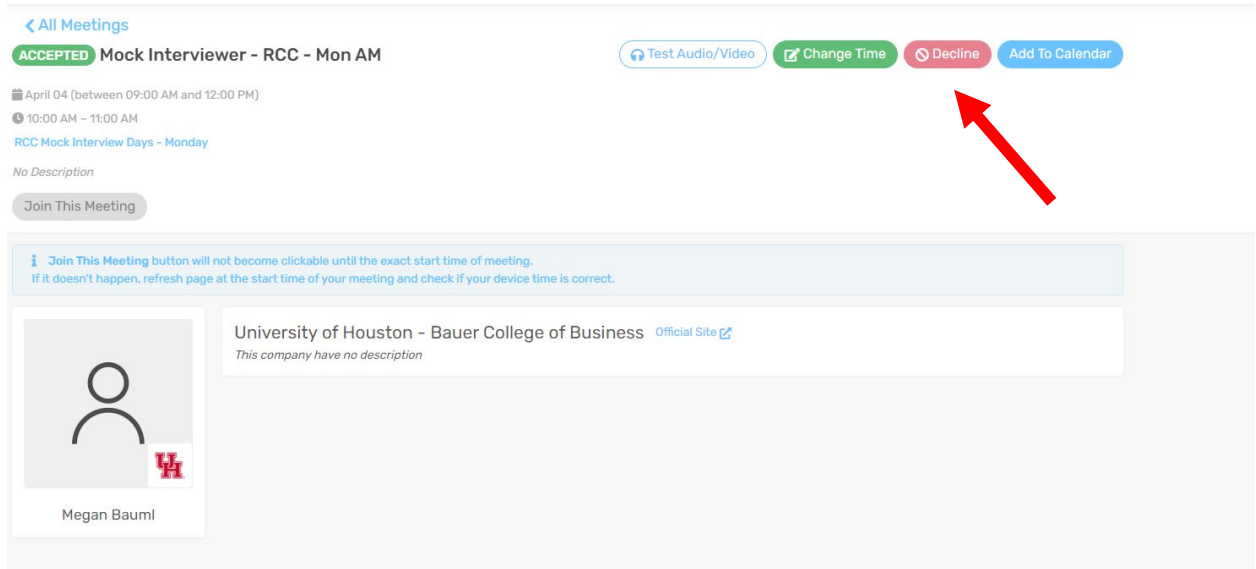 All Meetings
ACCEPTED Mock Interviewer - RCC - Mon AM
Test Audio/Video Change Time Decline Add To Calendar
April 04 (between 09:00 AM and 12:00 PM)
10:00 AM – 11:00 AM
RCC Mock Interview Days - Monday
No Description
Join This Meeting
Join This Meeting button will not become clickable until the exact start time of meeting.
If it doesn't happen, refresh page at the start time of your meeting and check if your device time is correct.
University of Houston - Bauer College of Business Official Site
This company have no description
UH
Megan Bauml